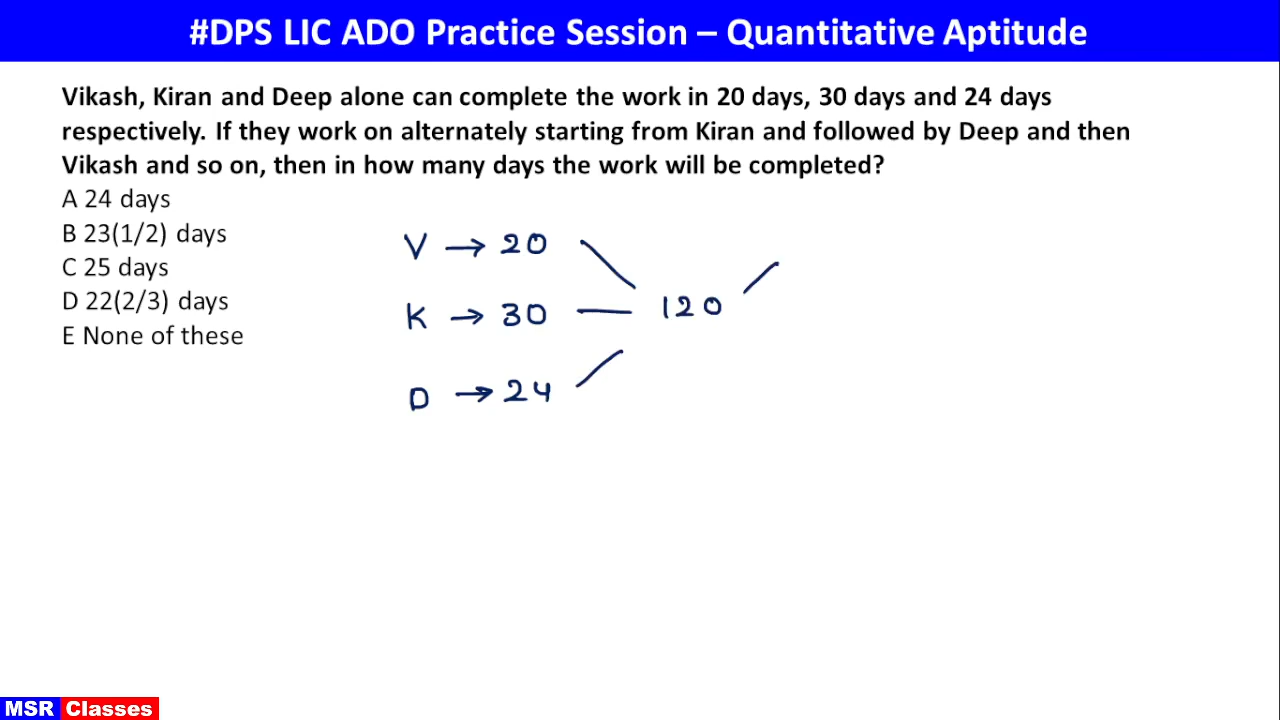 #DPS LIC ADO Practice Session – Quantitative Aptitude
Vikash, Kiran and Deep alone can complete the work in 20 days, 30 days and 24 days
respectively. If they work on alternately starting from Kiran and followed by Deep and then
Vikash and so on, then in how many days the work will be completed?
A 24 days
B 23(1/2) days
C 25 days
D 22(2/3) days
E None of these
V → 20
K → 30
120
D → 24
MSR Classes